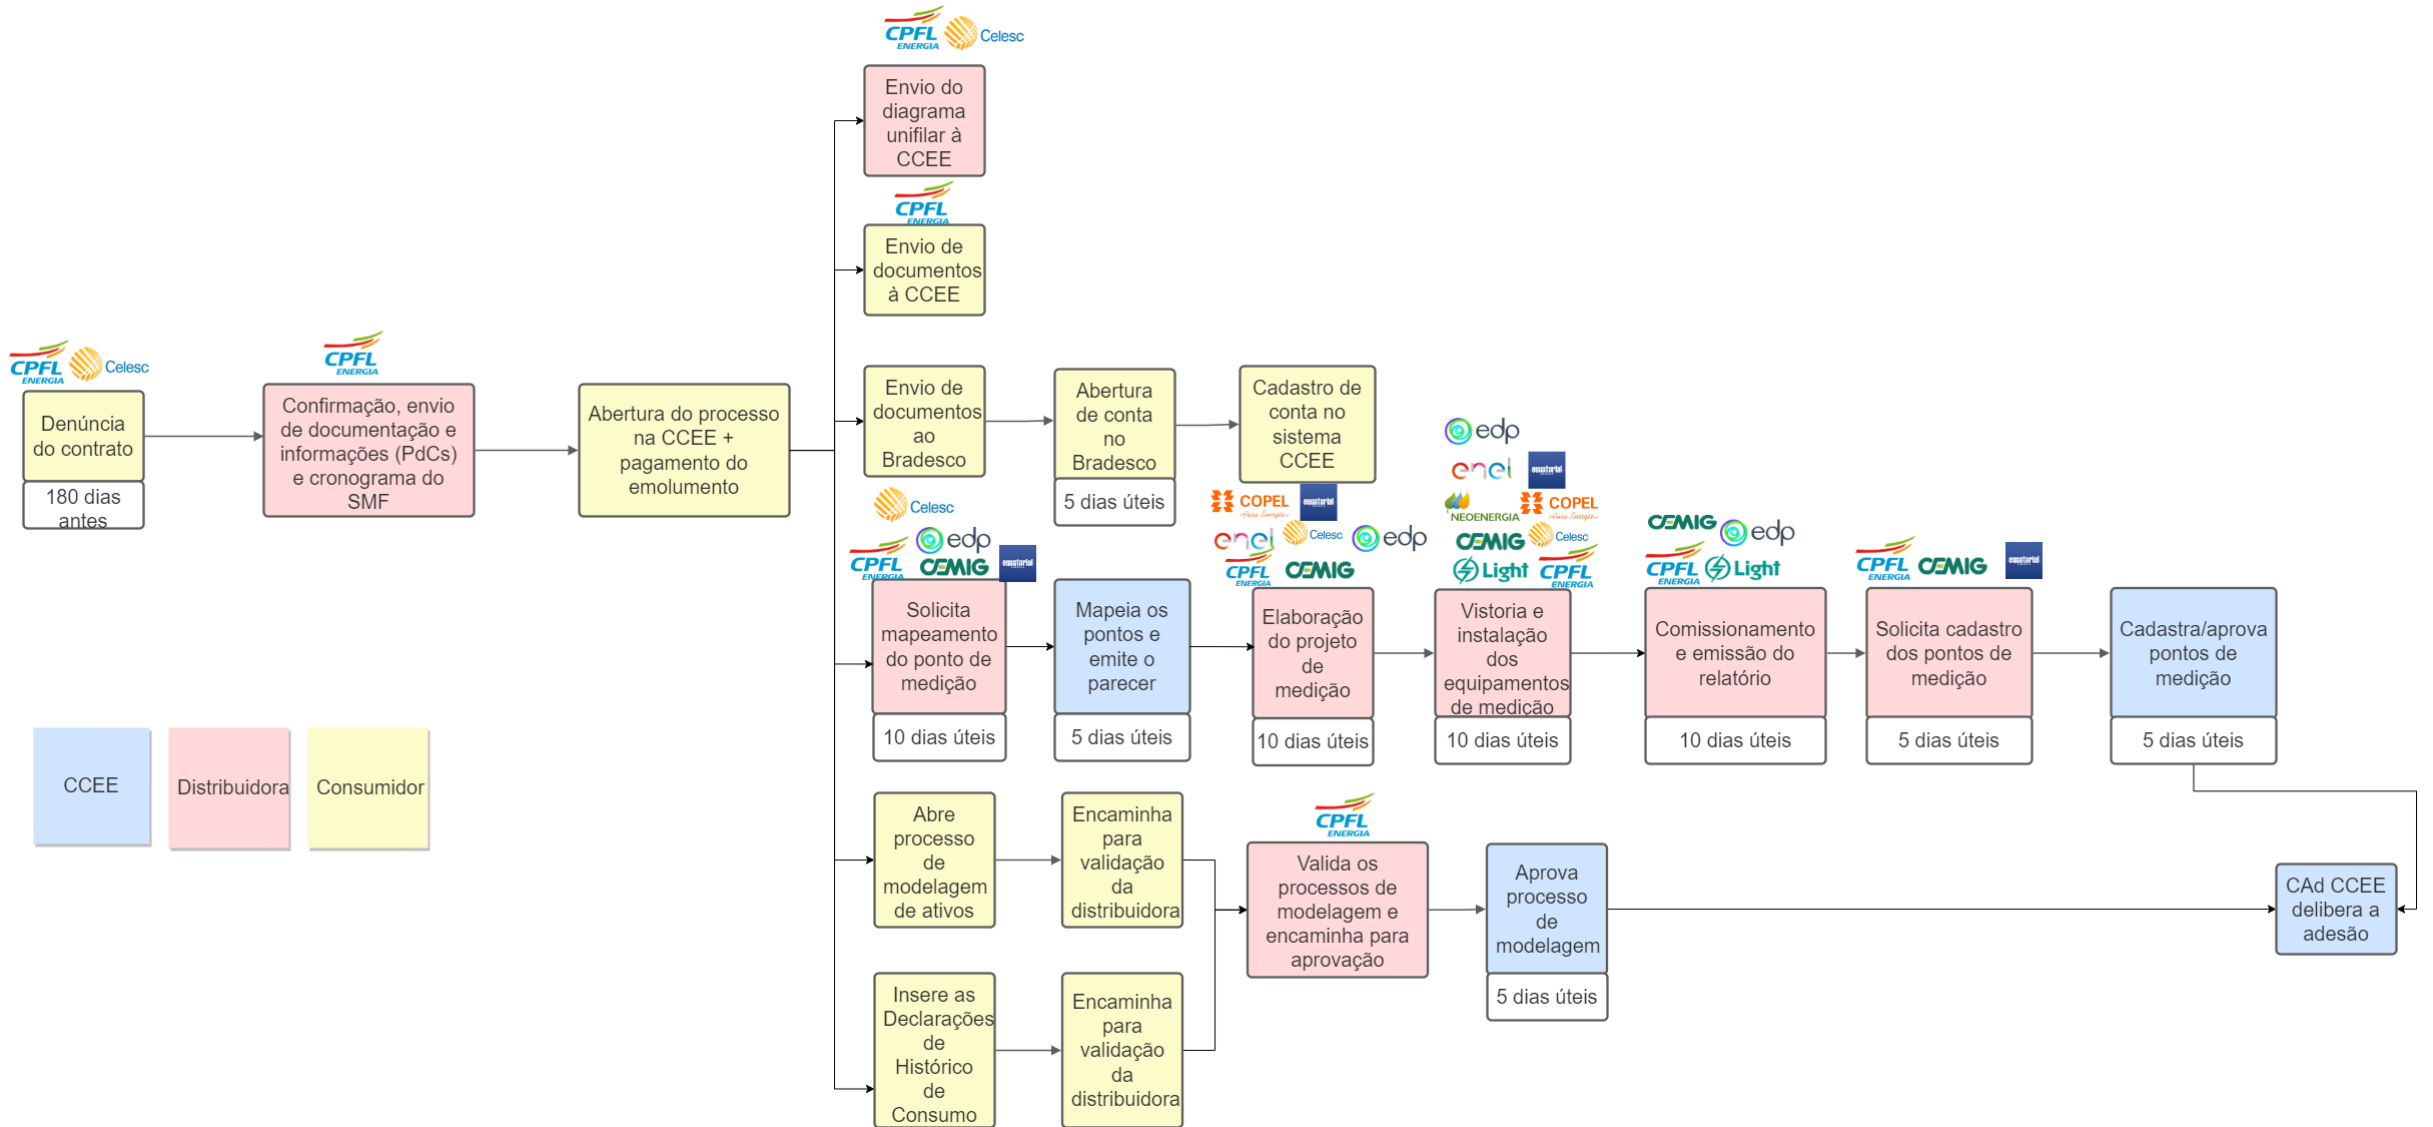 CPFL
ENERGIA
Celesc
Envio do
diagrama
unifilar à
CCEE
CPFL
ENERGIA
Envio de
documentos
à CCEE
CPFL
ENERGIA
Celesc
Denúncia
do contrato
180 dias
antes
CPFL
ENERGIA
Confirmação, envio
de documentação e
informações (PdCs)
e cronograma do
SMF
Abertura do processo
na CCEE +
pagamento do
emolumento
Envio de
documentos
ao
Bradesco
Abertura
de conta
no
Bradesco
5 dias úteis
Cadastro de
conta no
sistema
CCEE
Celesc
edp
CPFL
ENERGIA
CEMIG
equatorial
Solicita
mapeamento
do ponto de
medição
10 dias úteis
Mapeia os
pontos e
emite o
parecer
5 dias úteis
COPEL
Pura Energia
equatorial
enel
Celesc
edp
CPFL
ENERGIA
CEMIG
Elaboração
do projeto
de
medição
10 dias úteis
edp
enel
equatorial
NEOENERGIA
COPEL
Pura Energia
CEMIG
Celesc
Light
CPFL
ENERGIA
Vistoria e
instalação
dos
equipamentos
de medição
10 dias úteis
CEMIG
edp
CPFL
ENERGIA
Light
Comissionamento
e emissão do
relatório
10 dias úteis
CPFL
ENERGIA
CEMIG
equatorial
Solicita cadastro
dos pontos de
medição
5 dias úteis
Cadastra/aprova
pontos de
medição
5 dias úteis
CCEE
Distribuidora
Consumidor
Abre
processo
de
modelagem
de ativos
Encaminha
para
validação
da
distribuidora
CPFL
ENERGIA
Valida os
processos de
modelagem e
encaminha para
aprovação
Aprova
processo
de
modelagem
5 dias úteis
CAd CCEE
delibera a
adesão
Insere as
Declarações
de
Histórico
de
Consumo
Encaminha
para
validação
da
distribuidora